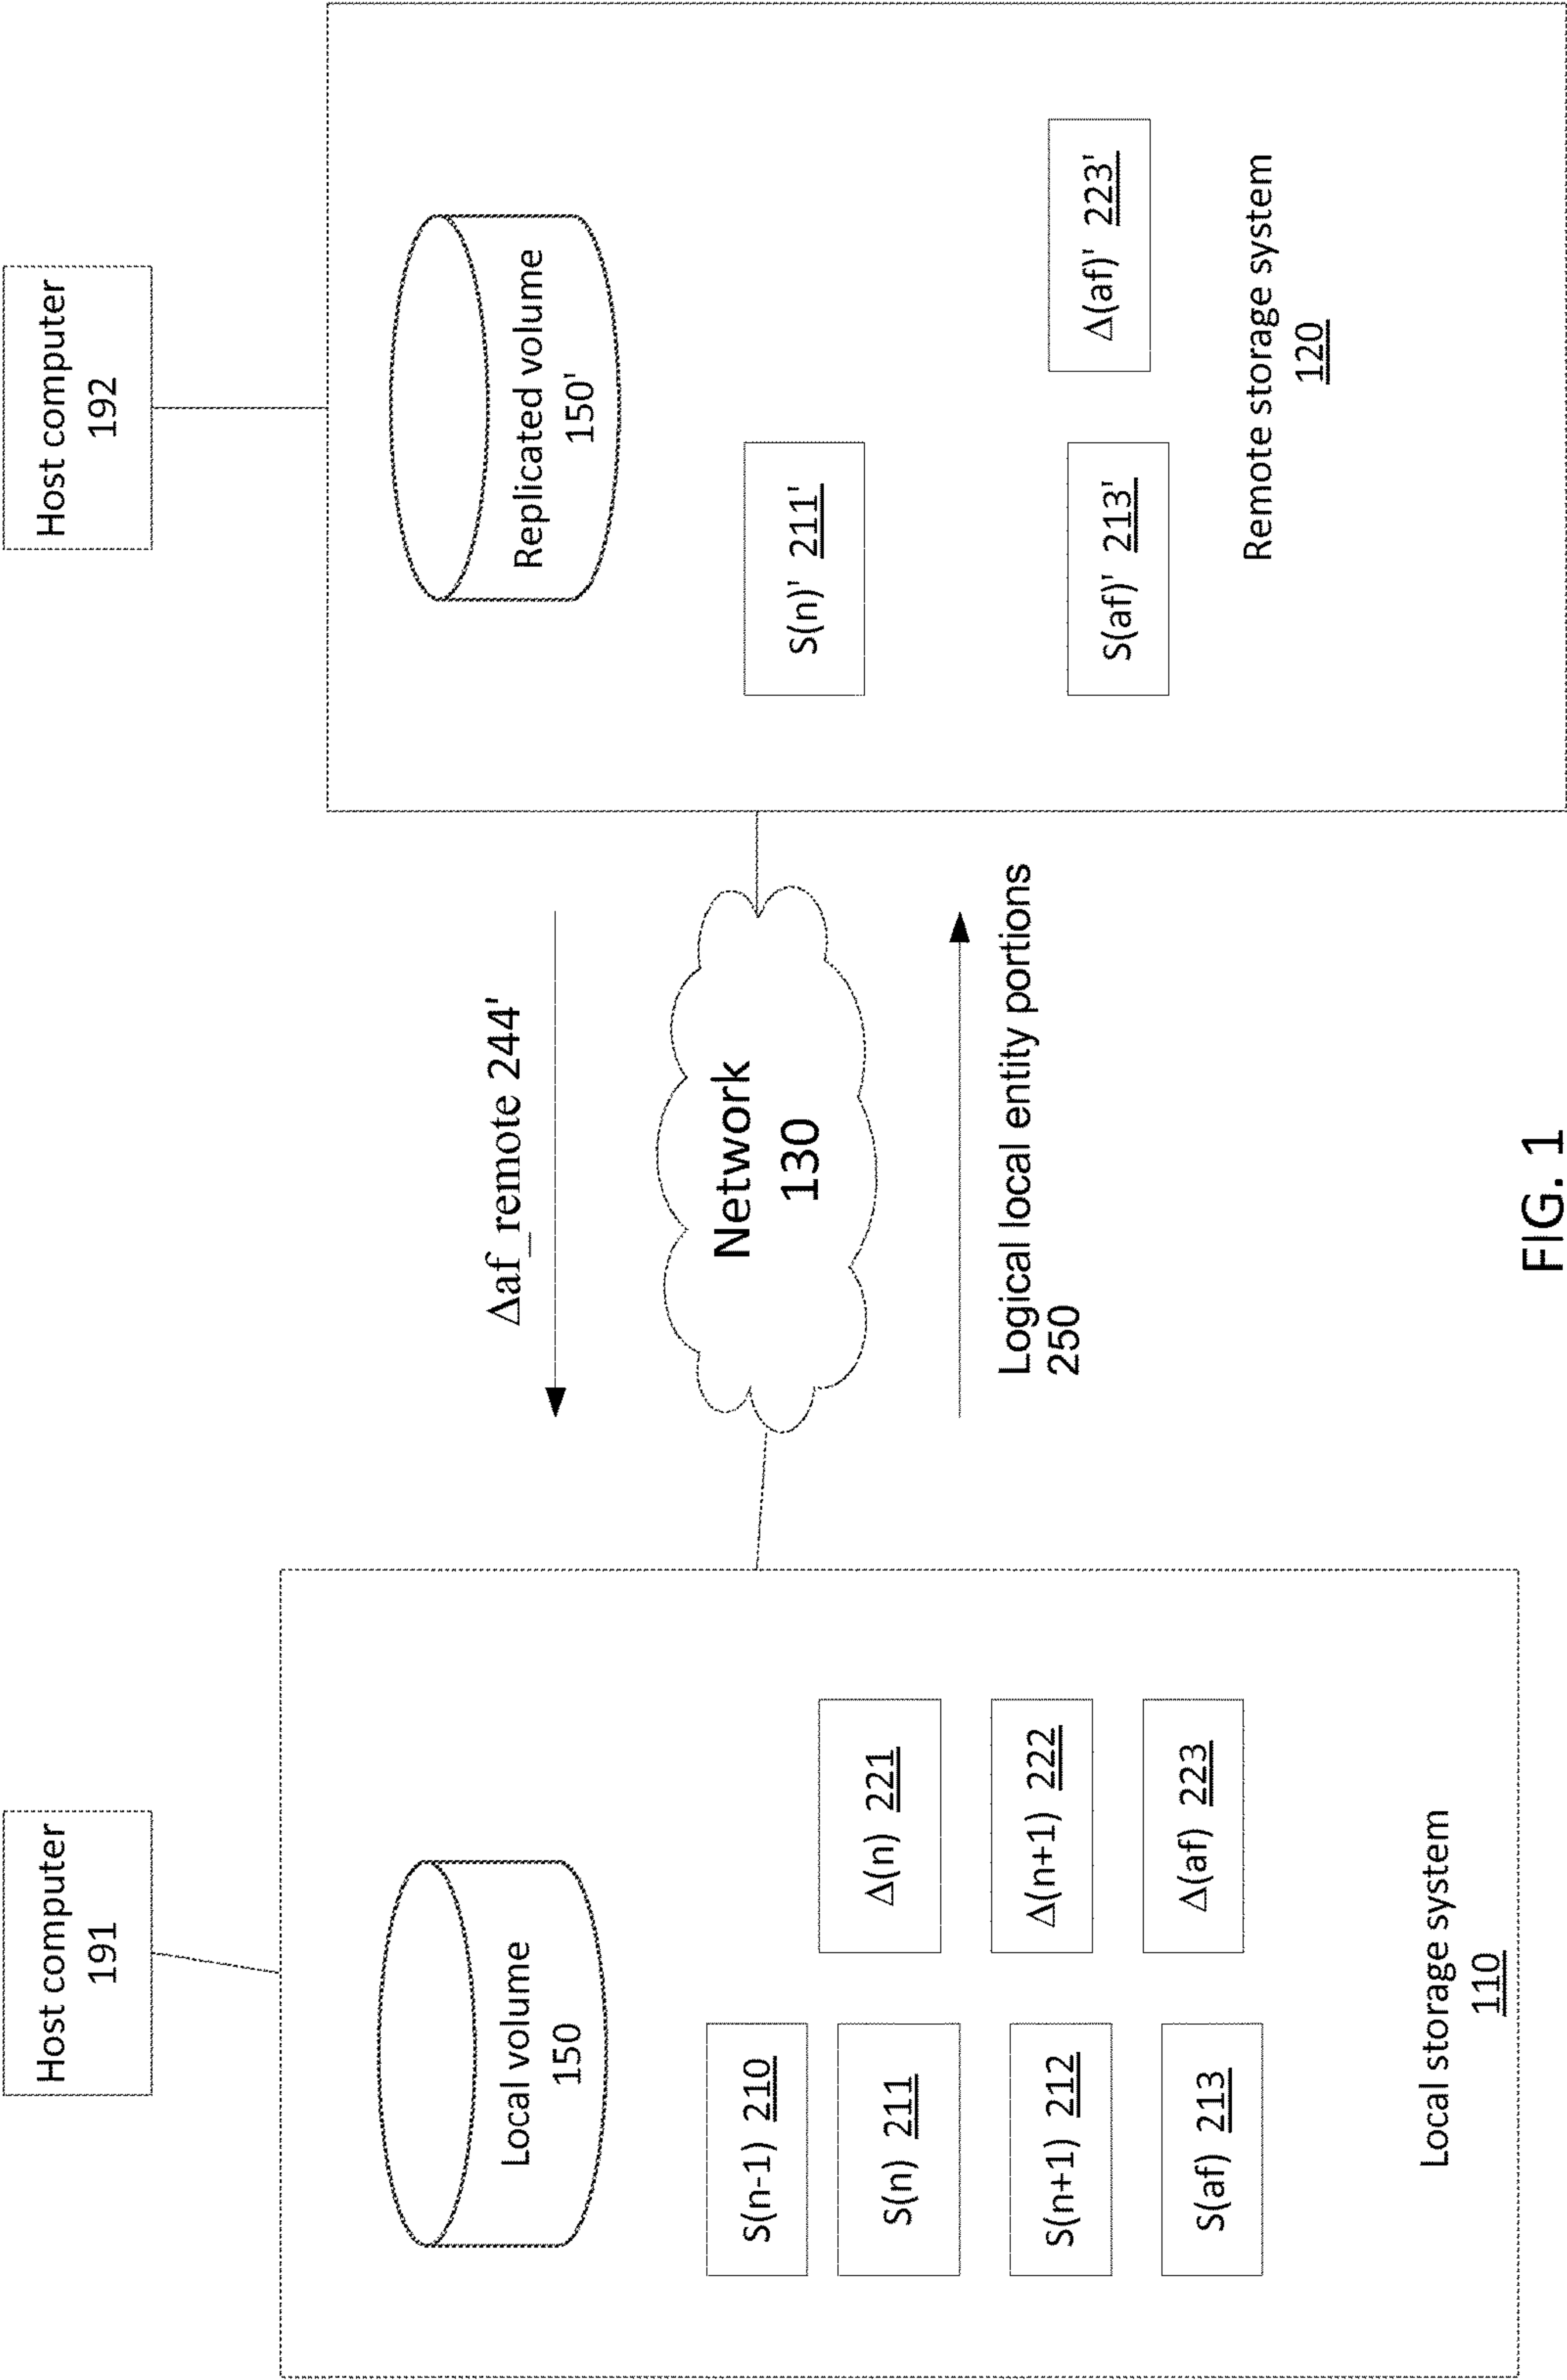 Host computer
191
Host computer
192
Local volume
150
Δaf_remote 244'
Replicated volume
150'
S(n-1) 210
S(n) 211
Δ(n) 221
S(n+1) 212
Δ(n+1) 222
S(af) 213
Δ(af) 223
Network
130
S(n)' 211'
Logical local entity portions
250
S(af)' 213'
Δ(af)' 223'
Local storage system
110
Remote storage system
120
FIG. 1